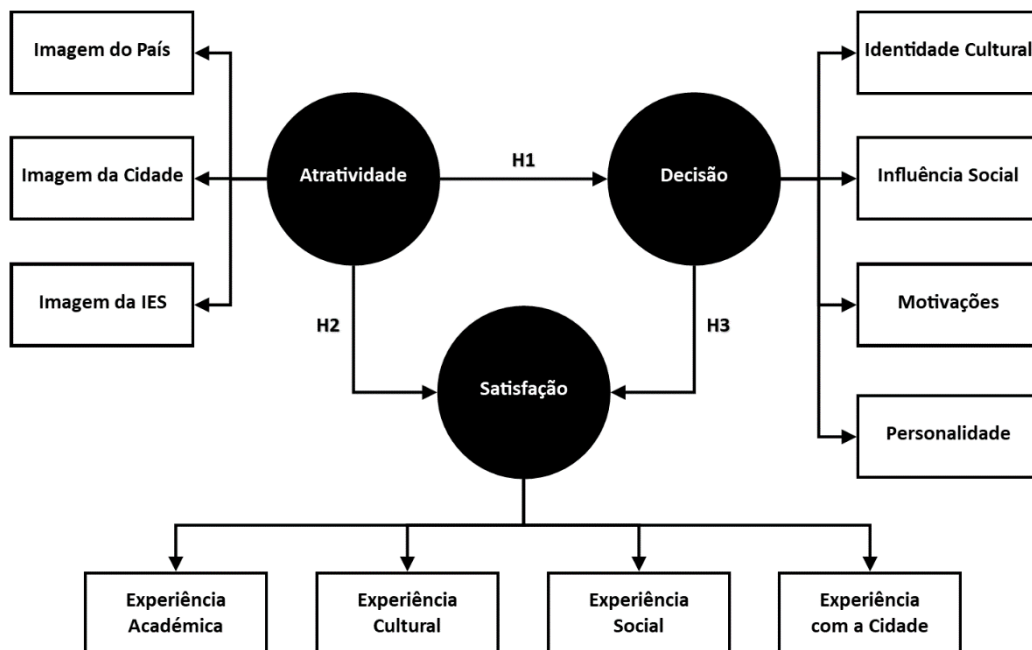 Imagem do País
Identidade Cultural
Atratividade
H1
Decisão
Imagem da Cidade
Influência Social
Imagem da IES
Motivações
H2
H3
Satisfação
Personalidade
Experiência
Académica
Experiência
Cultural
Experiência
Social
Experiência
com a Cidade